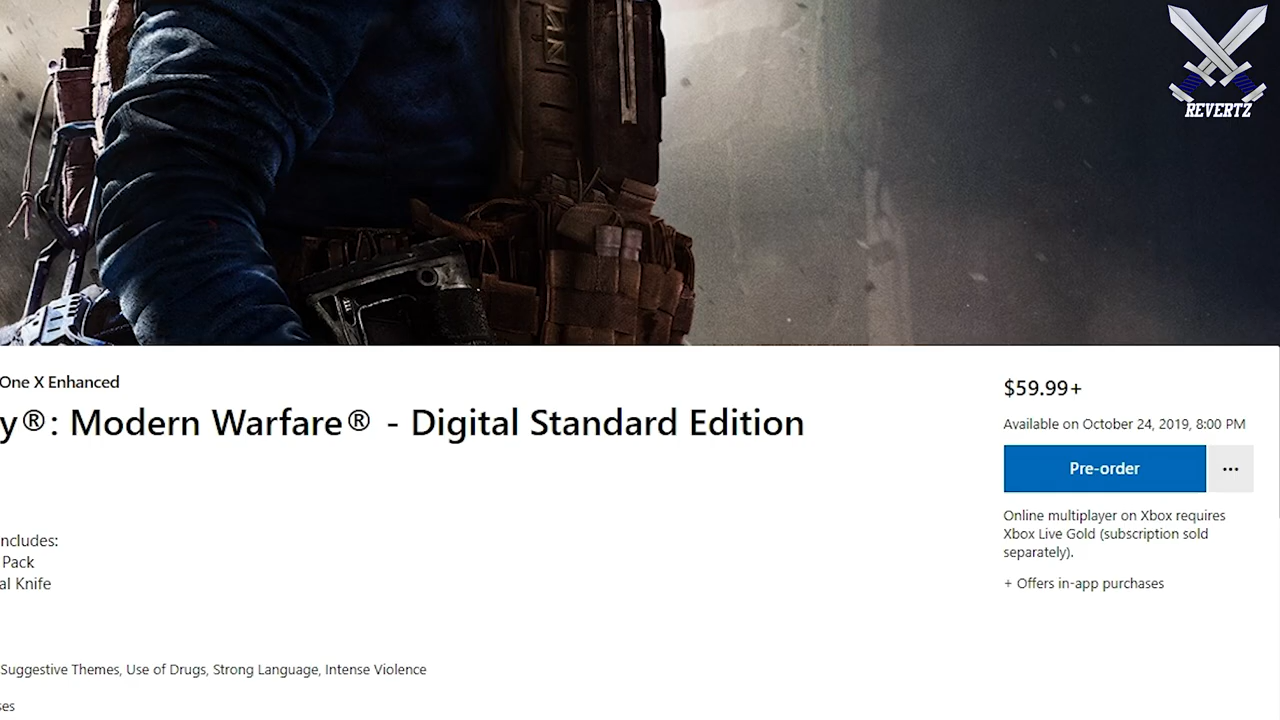 REVERTZ
One X Enhanced
y®: Modern Warfare® - Digital Standard Edition
$59.99+
Available on October 24, 2019, 8:00 PM
Pre-order
...
Online multiplayer on Xbox requires
Xbox Live Gold (subscription sold
separately).
+ Offers in-app purchases
ncludes:
Pack
al Knife
Suggestive Themes, Use of Drugs, Strong Language, Intense Violence
ses